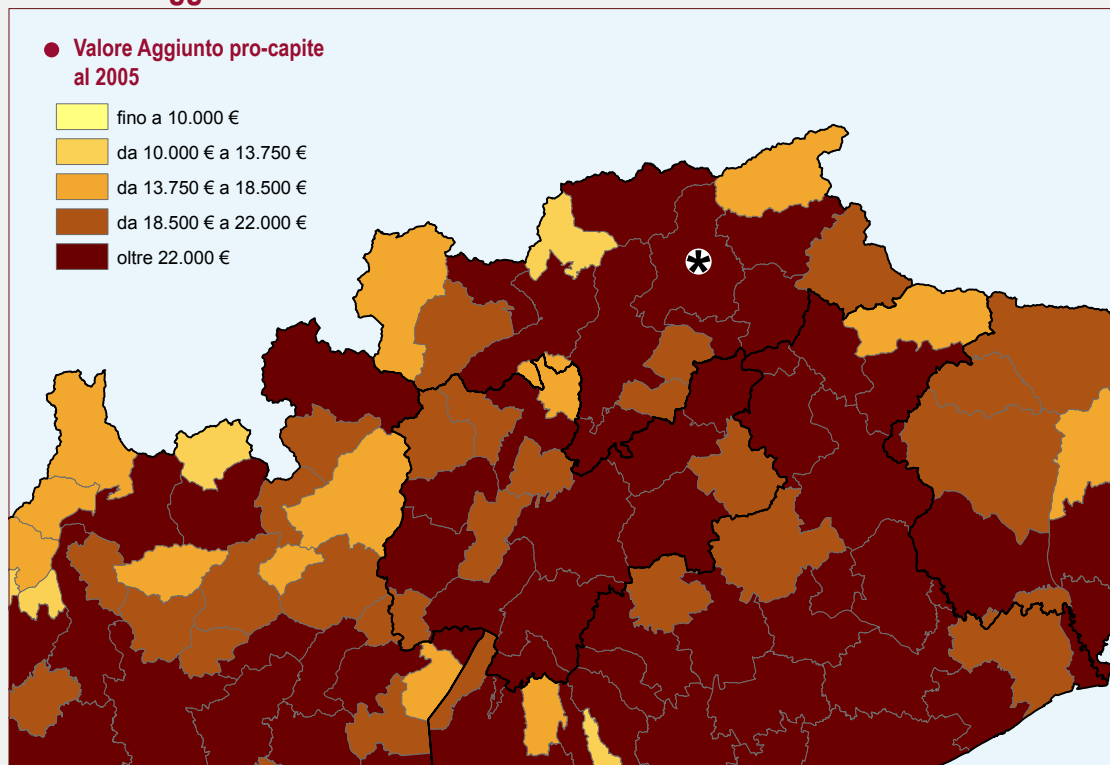 Valore Aggiunto pro-capite
al 2005
fino a 10.000 €
da 10.000 € a 13.750 €
da 13.750 € a 18.500 €
da 18.500 € a 22.000 €
oltre 22.000 €